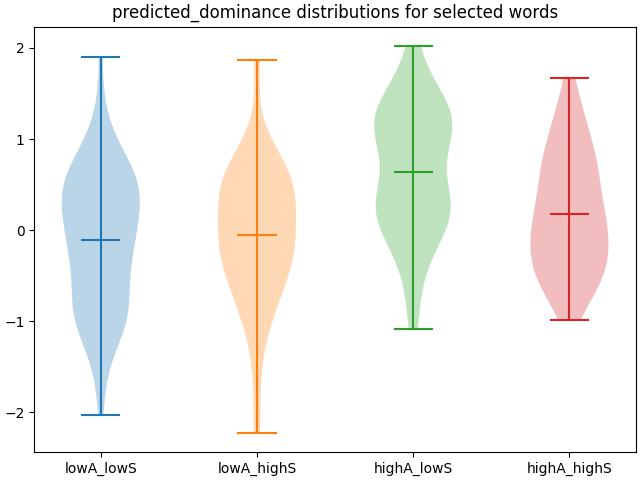 predicted_dominance distributions for selected words
2
1
0
−1
−2
lowA_lowS
lowA_highS
highA_lowS
highA_highS